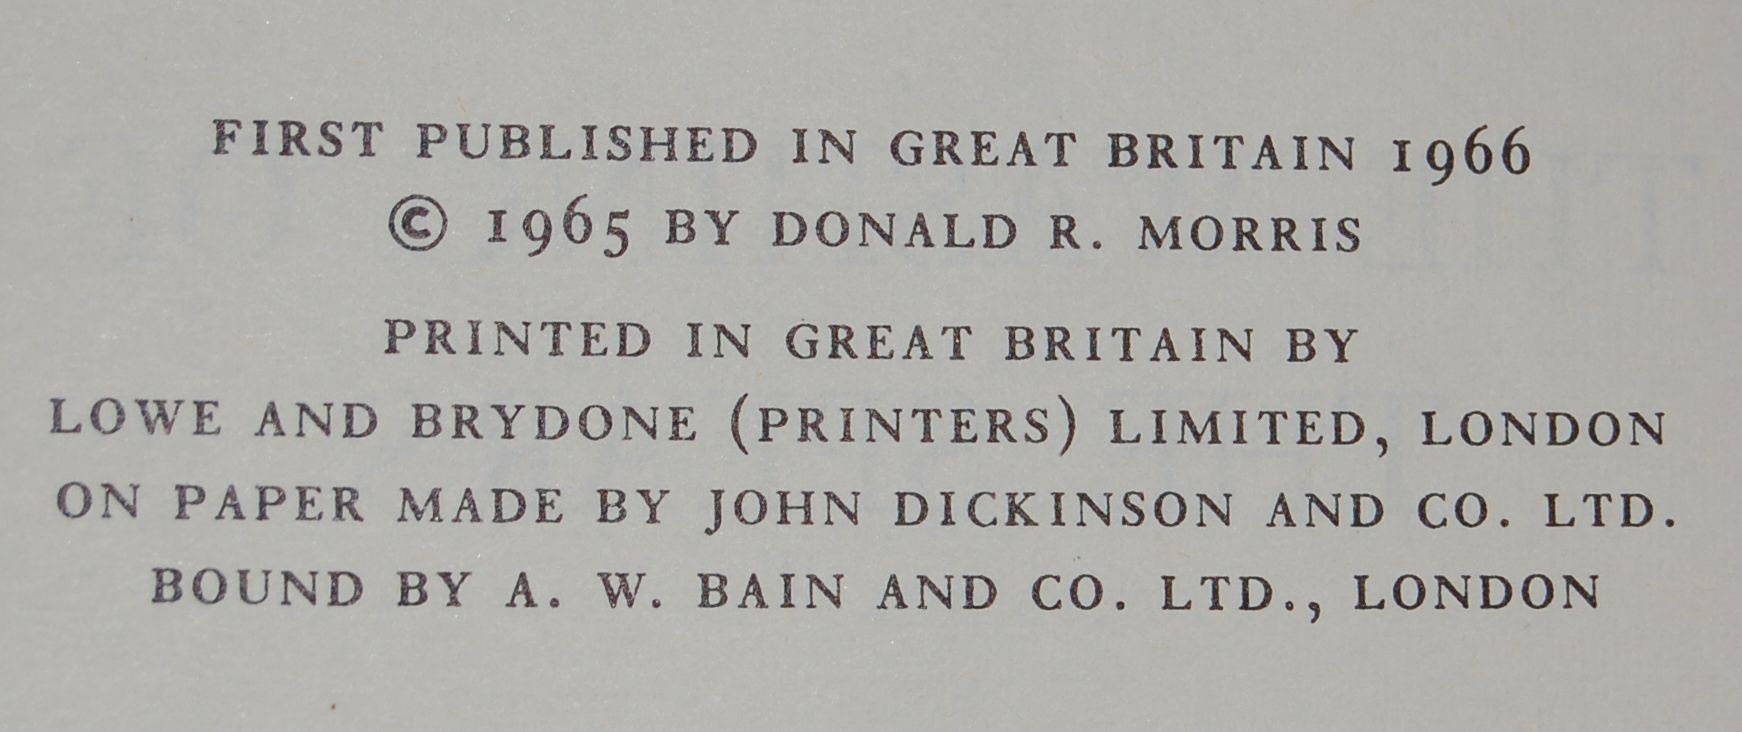 FIRST PUBLISHED IN GREAT BRITAIN 1966
© 1965 BY DONALD R. MORRIS
PRINTED IN GREAT BRITAIN BY
LOWE AND BRYDONE (PRINTERS) LIMITED, LONDON
ON PAPER MADE BY JOHN DICKINSON AND CO. LTD.
BOUND BY A. W. BAIN AND CO. LTD., LONDON